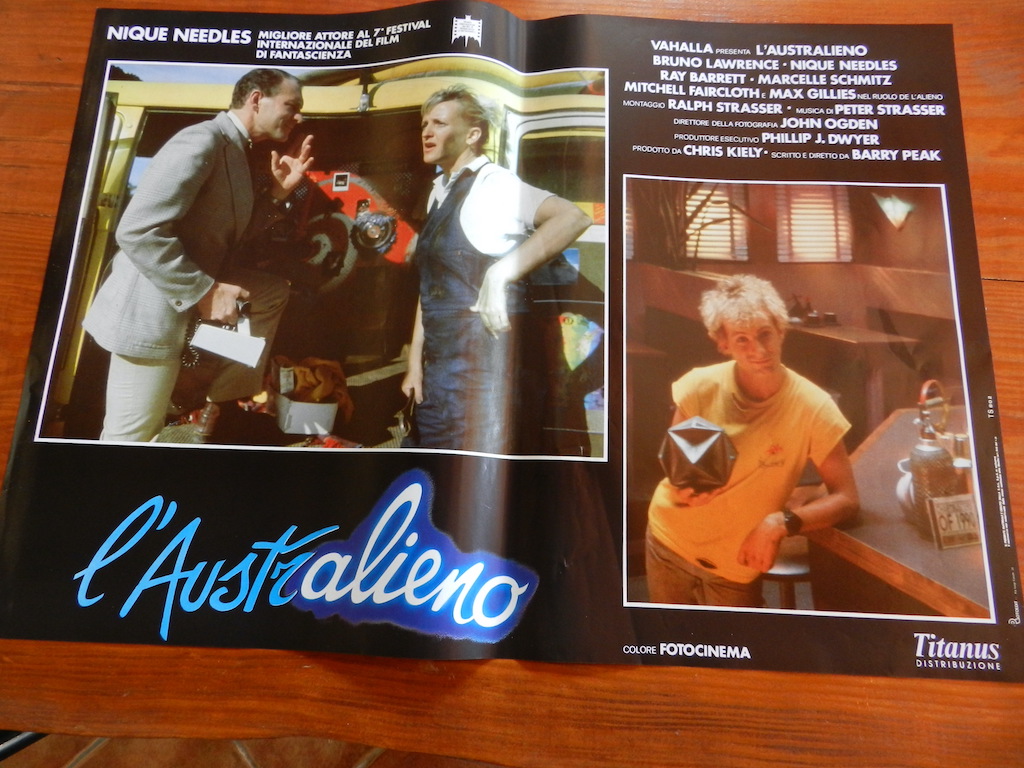 NIQUE NEEDLES MIGLIORE ATTORE AL 7° FESTIVAL
INTERNAZIONALE DEL FILM
DI FANTASCIENZA
VAHALLA PRESENTA L'AUSTRALIENO
BRUNO LAWRENCE • NIQUE NEEDLES
RAY BARRETT • MARCELLE SCHMITZ
MITCHELL FAIRCLOTH E MAX GILLIES NEL RUOLO DE L'ALIENO
MONTAGGIO RALPH STRASSER • MUSICA DI PETER STRASSER
DIRETTORE DELLA FOTOGRAFIA JOHN OGDEN
PRODUTTORE ESECUTIVO PHILLIP J. DWYER
PRODOTTO DA CHRIS KIELY • SCRITTO E DIRETTO DA BARRY PEAK
l'Australieno
COLORE FOTOCINEMA
Titanus
DISTRIBUZIONE